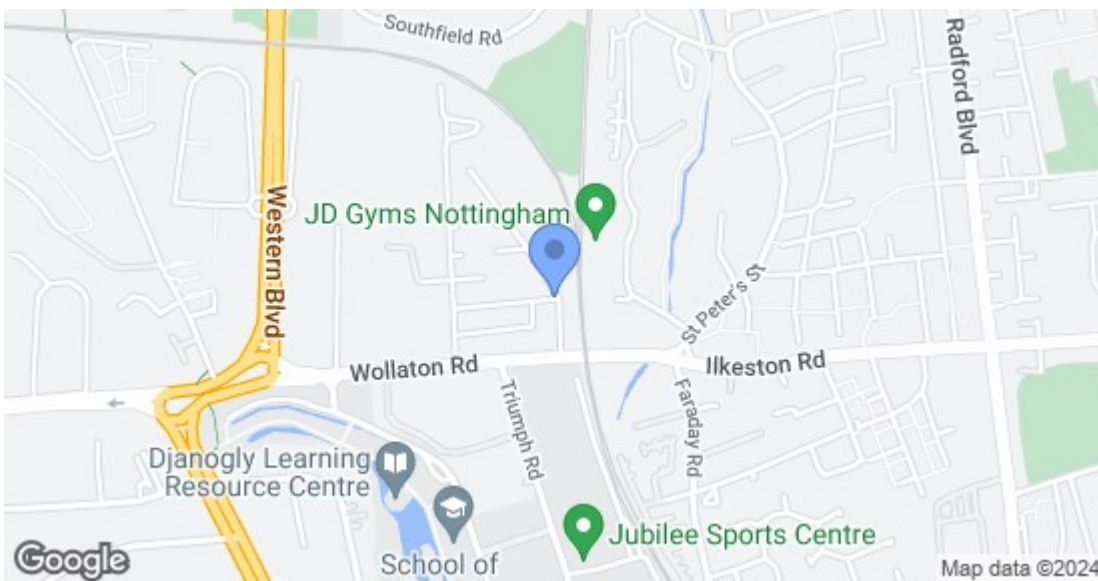 Southfield Rd
Radford Blvd
Western Blvd
JD Gyms Nottingham
St Peter's St
Wollaton Rd
Ilkeston Rd
Triumph Rd
Faraday Rd
Djanogly Learning
Resource Centre
School of
Jubilee Sports Centre
Google
Map data ©2024